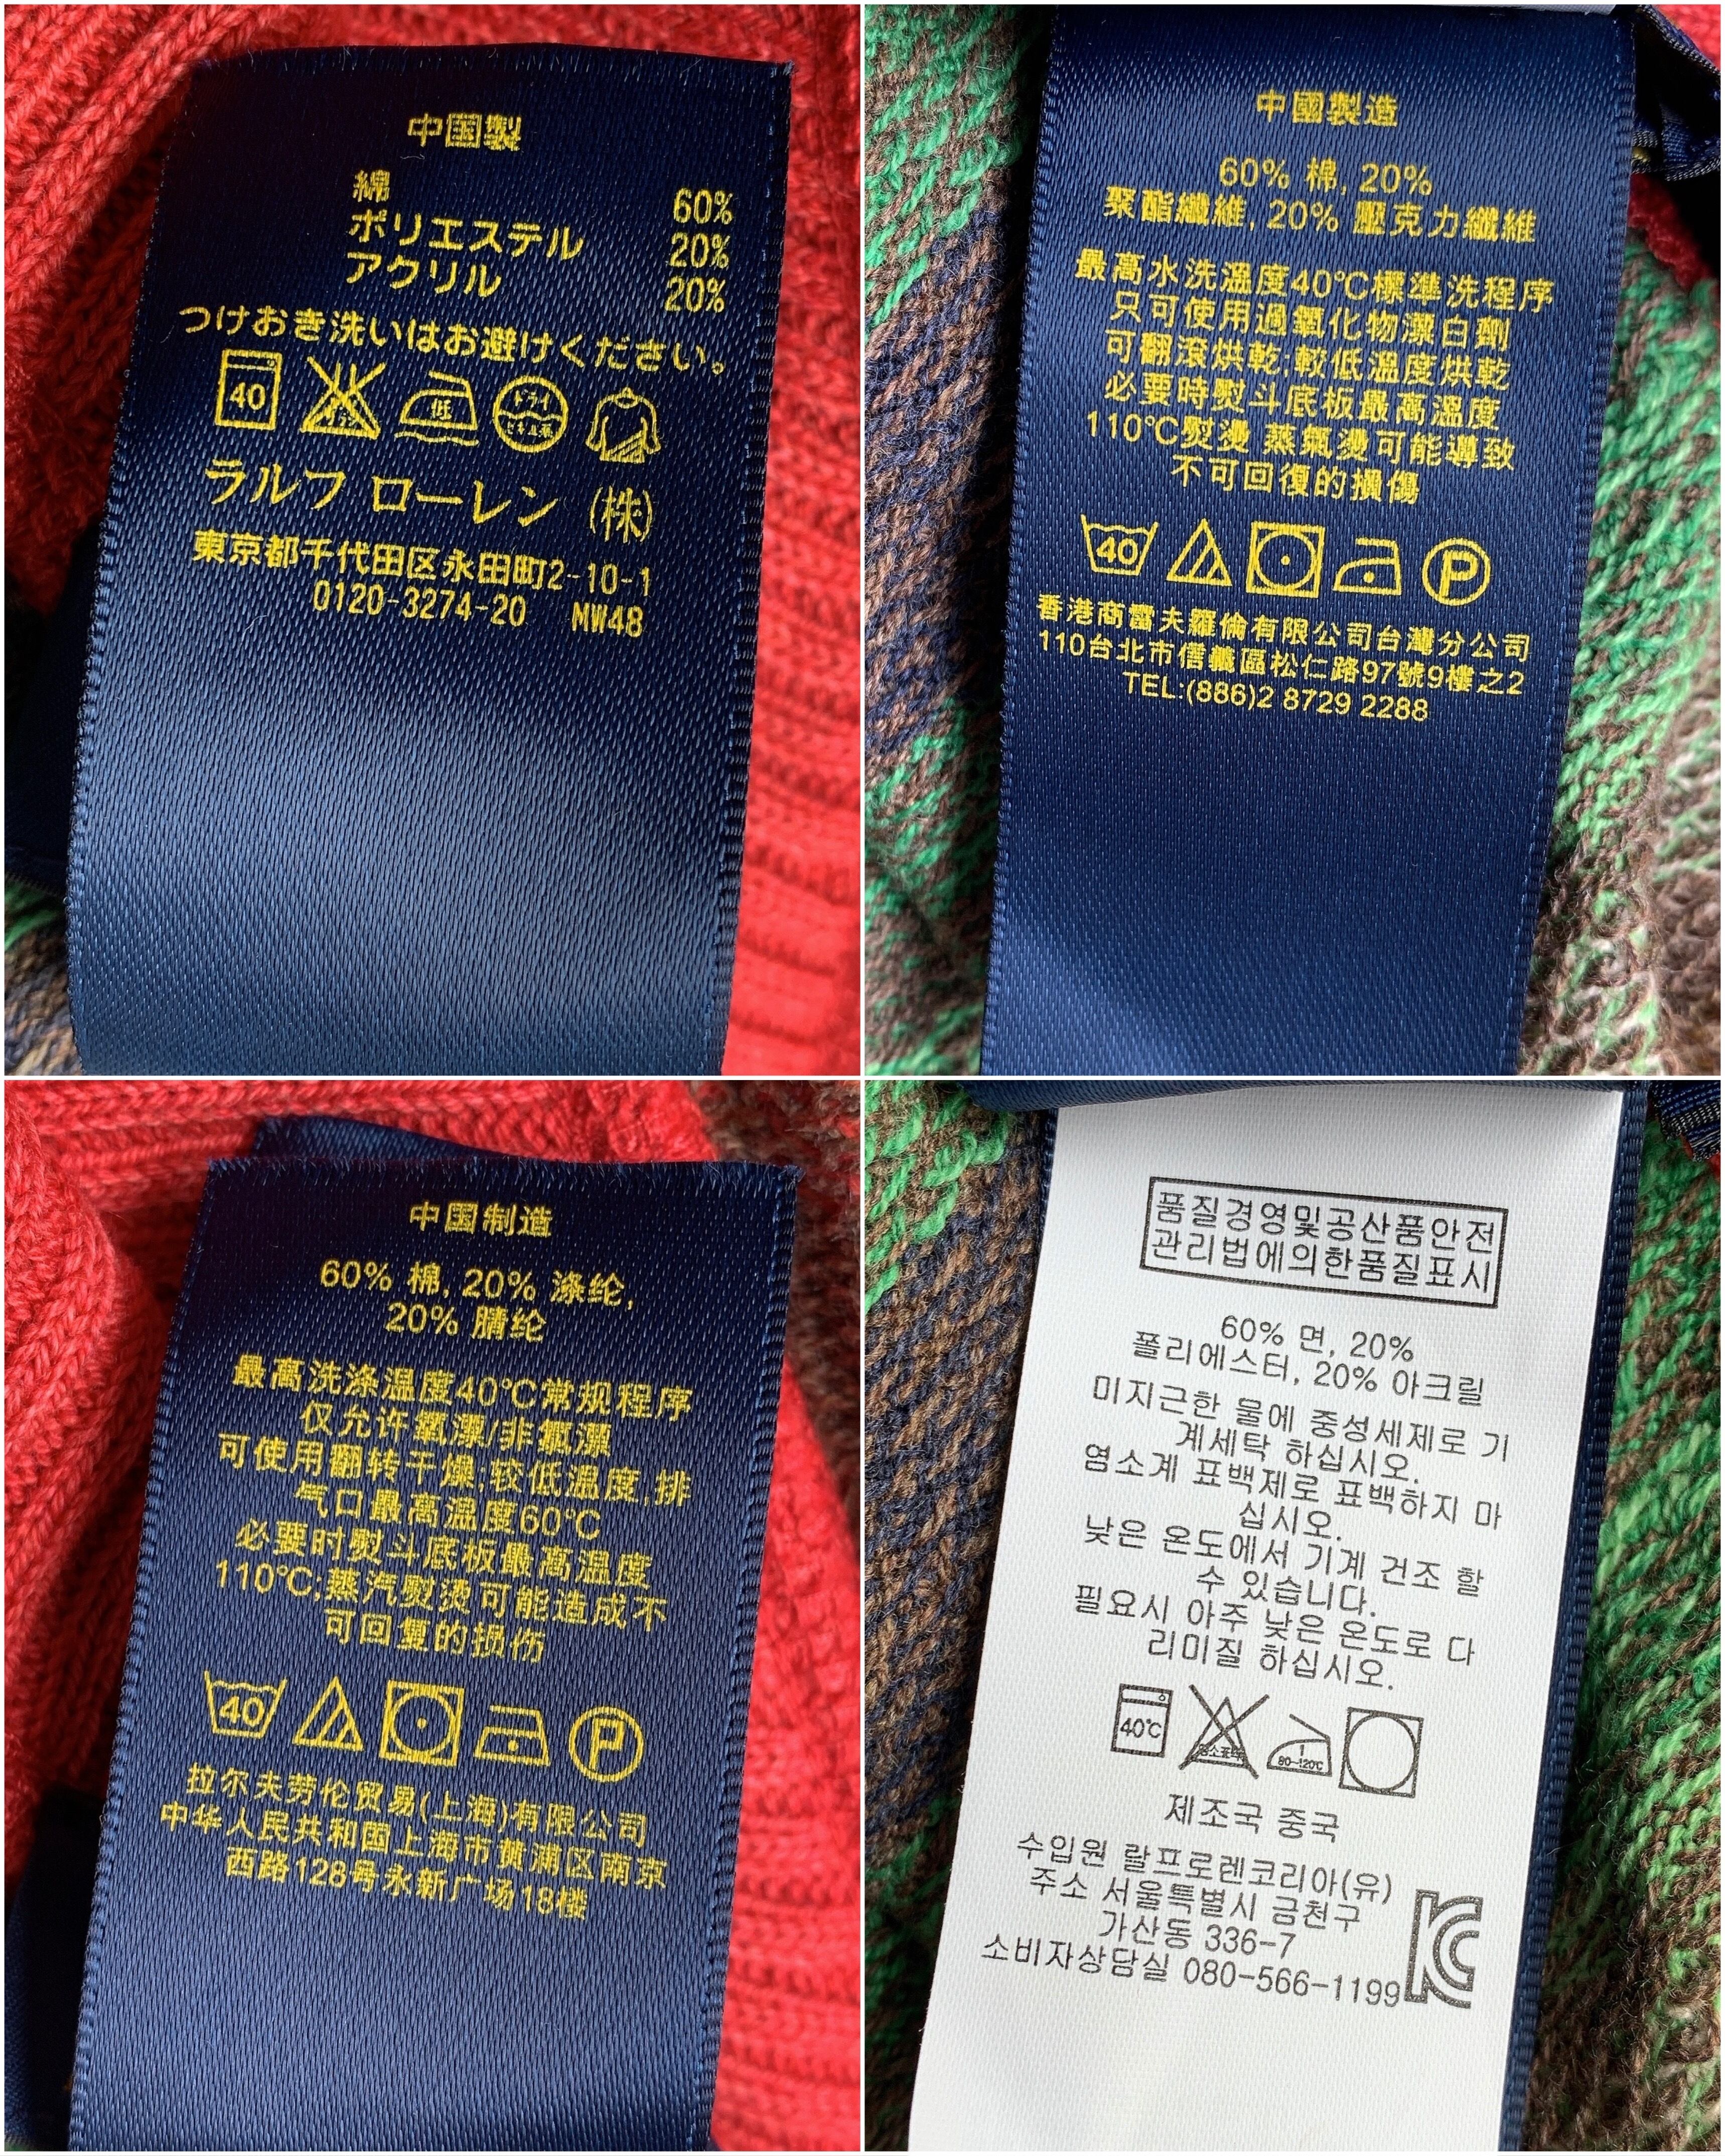 中国製
綿 60%
ポリエステル 20%
アクリル 20%
つけおき洗いはお避けください。
40 低 ドライ
ラルフ ローレン (株)
東京都千代田区永田町2-10-1
0120-3274-20 MW48
中國製造
60% 棉, 20%
聚酯纖維, 20% 壓克力纖維
最高水洗溫度40℃標準洗程序
只可使用過氧化物漂白劑
可翻滾烘乾;較低溫度烘乾
必要時熨斗底板最高溫度
110℃熨燙 蒸氣燙可能導致
不可回復的損傷
40 P
香港商雷夫羅倫有限公司台灣分公司
110台北市信義區松仁路97號9樓之2
TEL:(886)2 8729 2288
中国制造
60% 棉, 20% 涤纶,
20% 腈纶
最高洗涤温度40℃常规程序
仅允许氧漂/非氯漂
可使用翻转干燥;较低温度,排
气口最高温度60℃
必要时熨斗底板最高温度
110℃;蒸汽熨烫可能造成不
可回复的损伤
40 P
拉尔夫劳伦贸易(上海)有限公司
中华人民共和国上海市黄浦区南京
西路128号永新广场18楼
품질경영및공산품안전
관리법에의한품질표시
60% 면, 20%
폴리에스터, 20% 아크릴
미지근한 물에 중성세제로 기
계세탁 하십시오.
염소계 표백제로 표백하지 마
십시오.
낮은 온도에서 기계 건조 할
수 있습니다.
필요시 아주 낮은 온도로 다
리미질 하십시오.
40℃ 염소표백 80~120℃
제조국 중국
수입원 랄프로렌코리아(유)
주소 서울특별시 금천구
가산동 336-7
소비자상담실 080-566-1199